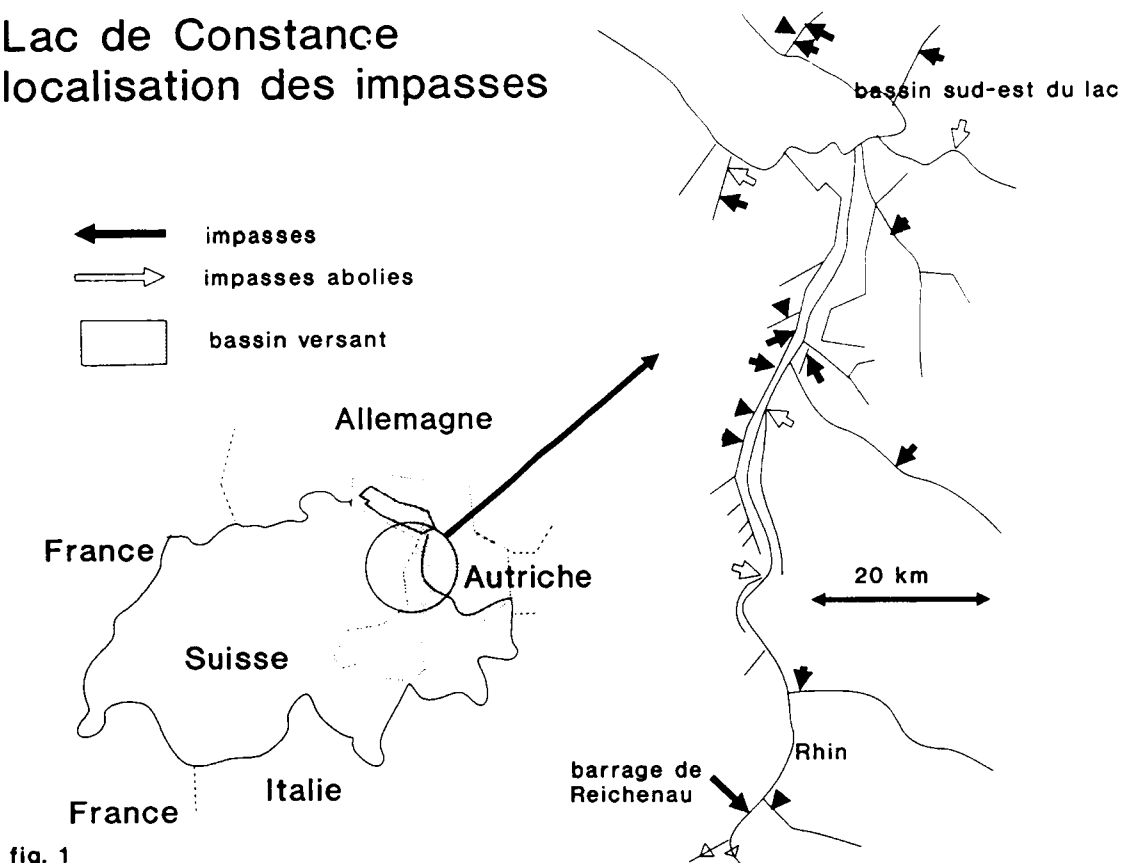 Lac de Constance
localisation des impasses
impasses
impasses abolies
bassin versant
Allemagne
France
Autriche
Suisse
Italie
France
fig. 1
bassin sud-est du lac
20 km
Rhin
barrage de
Reichenau